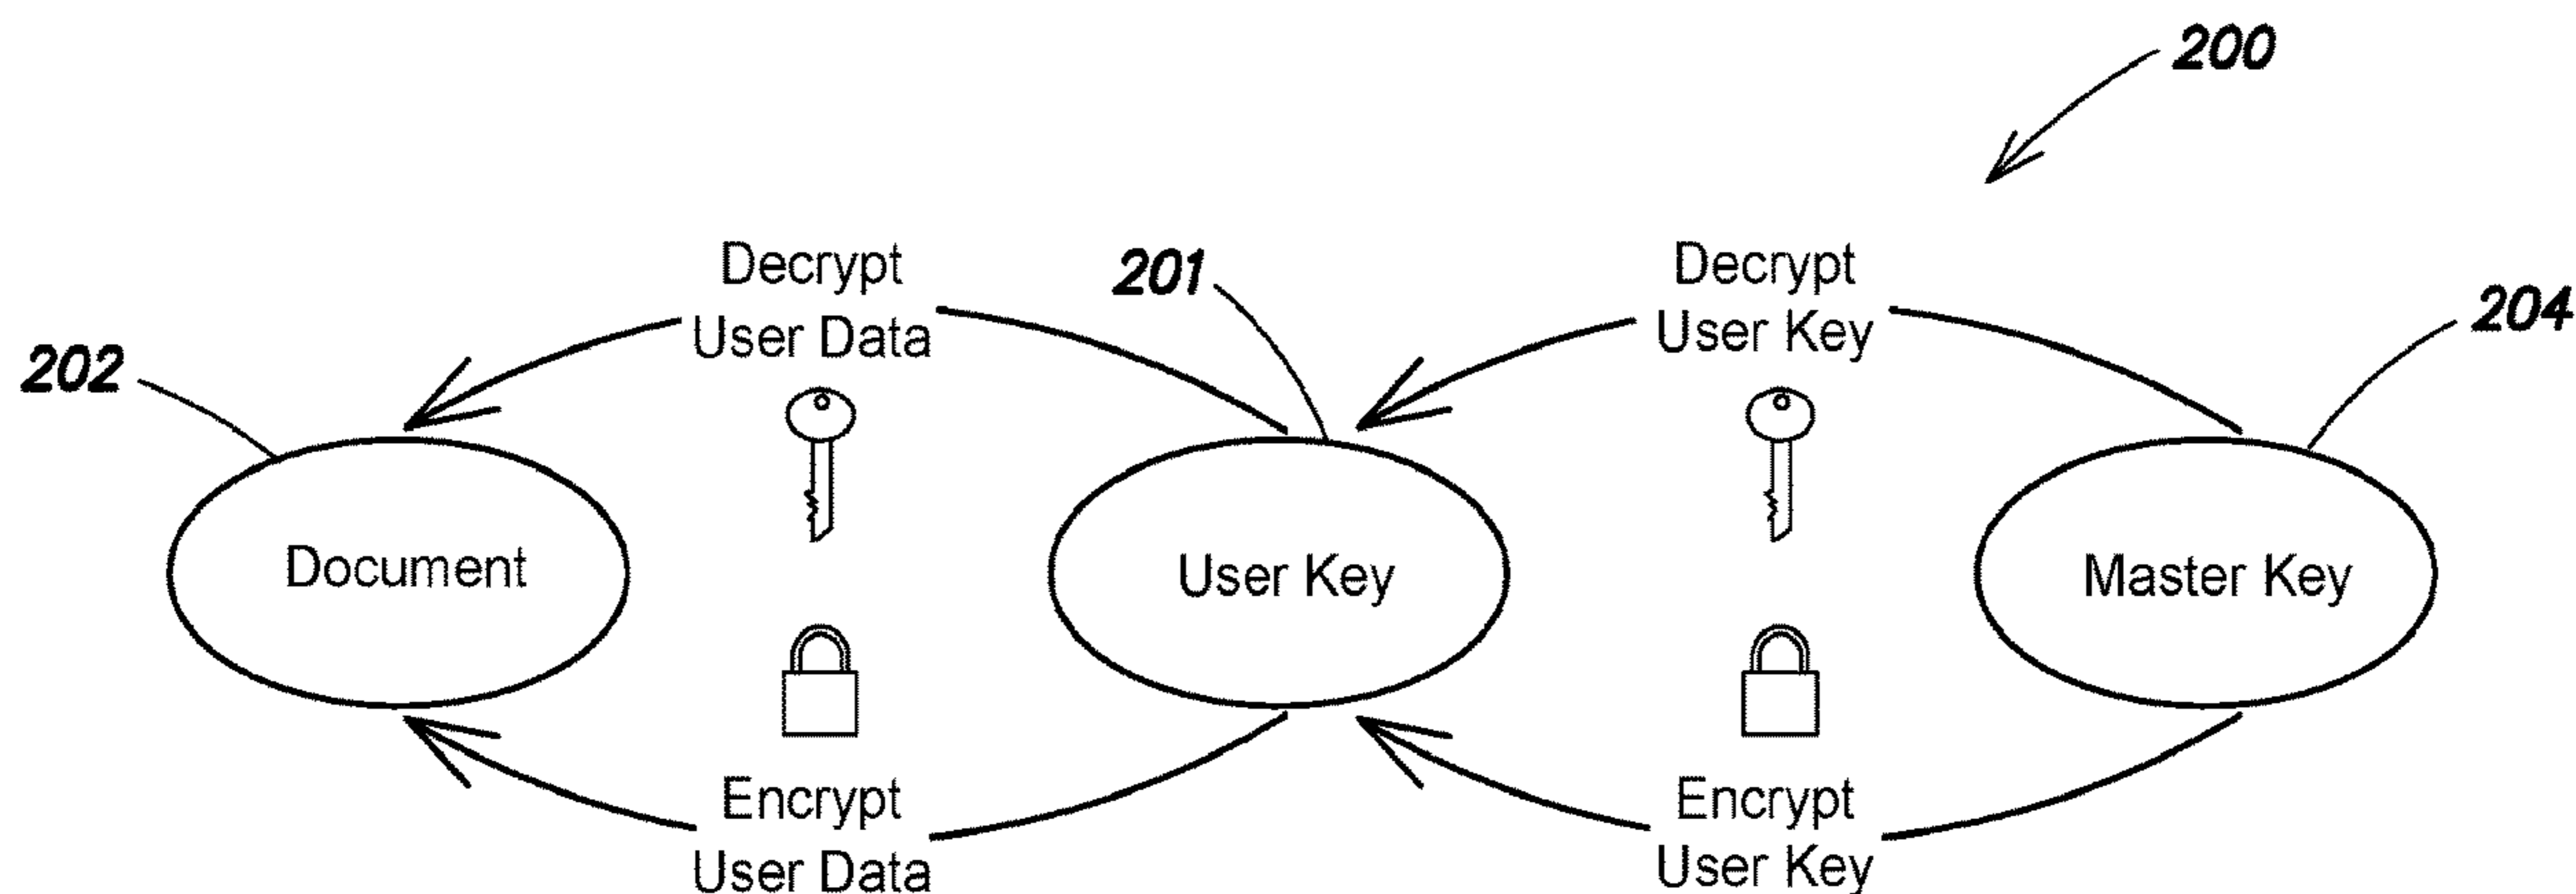 200
Decrypt
User Data
201
Decrypt
User Key
204
202
Document
User Key
Master Key
Encrypt
User Data
Encrypt
User Key